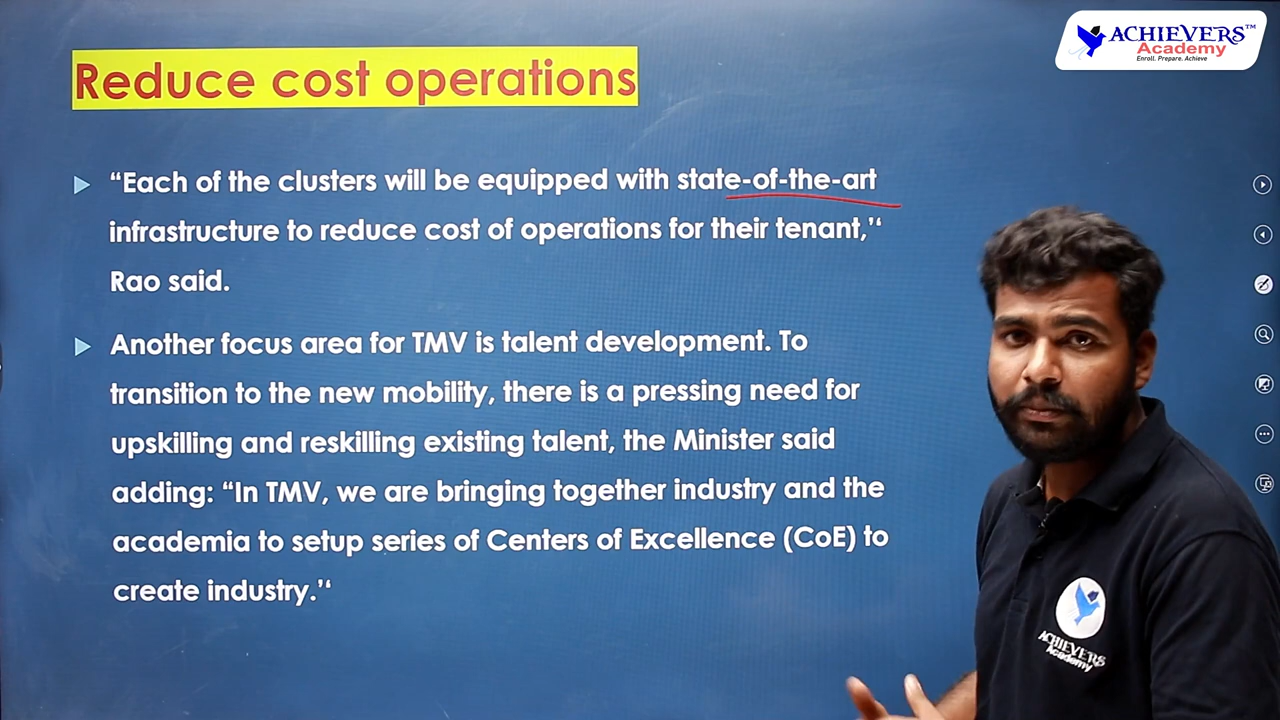 ACHIEVERS™
Academy
Enroll. Prepare. Achieve
Reduce cost operations
“Each of the clusters will be equipped with state-of-the-art
infrastructure to reduce cost of operations for their tenant,’‘
Rao said.
Another focus area for TMV is talent development. To
transition to the new mobility, there is a pressing need for
upskilling and reskilling existing talent, the Minister said
adding: “In TMV, we are bringing together industry and the
academia to setup series of Centers of Excellence (CoE) to
create industry.’‘
ACHIEVERS
Academy